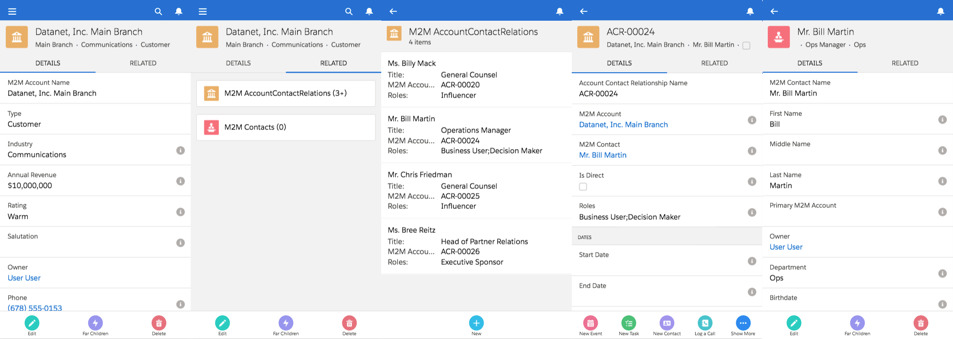 Datanet, Inc. Main Branch
Main Branch • Communications • Customer
DETAILS
RELATED
M2M Account Name
Datanet, Inc. Main Branch
Type
Customer
Industry
Communications
Annual Revenue
$10,000,000
Rating
Warm
Salutation
Owner
User User
Phone
(678) 555-0153
Edit
Far Children
Delete
Datanet, Inc. Main Branch
Main Branch • Communications • Customer
DETAILS
RELATED
M2M AccountContactRelations (3+)
M2M Contacts (0)
Edit
Far Children
Delete
M2M AccountContactRelations
4 items
Ms. Billy Mack
Title: General Counsel
M2M Accou... ACR-00020
Roles: Influencer
Mr. Bill Martin
Title: Operations Manager
M2M Accou... ACR-00024
Roles: Business User;Decision Maker
Mr. Chris Friedman
Title: General Counsel
M2M Accou... ACR-00025
Roles: Influencer
Ms. Bree Reitz
Title: Head of Partner Relations
M2M Accou... ACR-00026
Roles: Executive Sponsor
New
ACR-00024
Datanet, Inc. Main Branch • Mr. Bill Martin •
DETAILS
RELATED
Account Contact Relationship Name
ACR-00024
M2M Account
Datanet, Inc. Main Branch
M2M Contact
Mr. Bill Martin
Is Direct
Roles
Business User;Decision Maker
DATES
Start Date
End Date
New Event
New Task
New Contact
Log a Call
Show More
Mr. Bill Martin
• Ops Manager • Ops
DETAILS
RELATED
M2M Contact Name
Mr. Bill Martin
First Name
Bill
Middle Name
Last Name
Martin
Primary M2M Account
Owner
User User
Department
Ops
Birthdate
Edit
Far Children
Delete